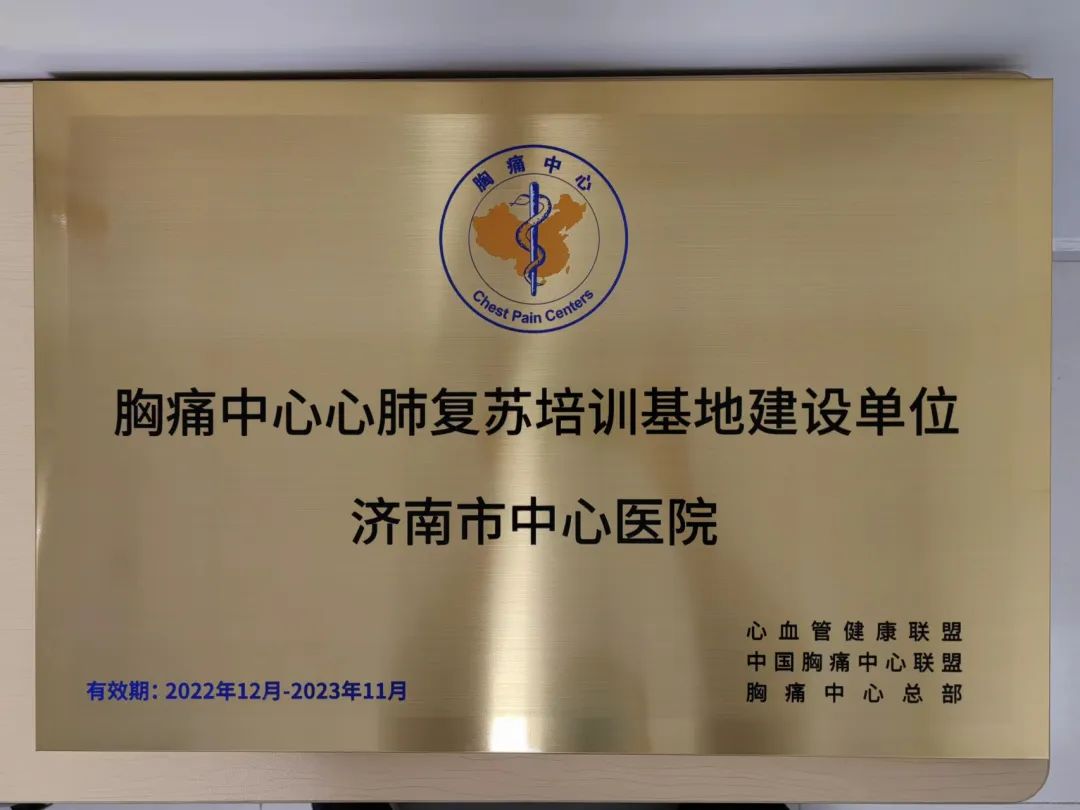 胸痛中心
Chest Pain Centers
胸痛中心心肺复苏培训基地建设单位
济南市中心医院
心血管健康联盟
中国胸痛中心联盟
胸痛中心总部
有效期：2022年12月-2023年11月